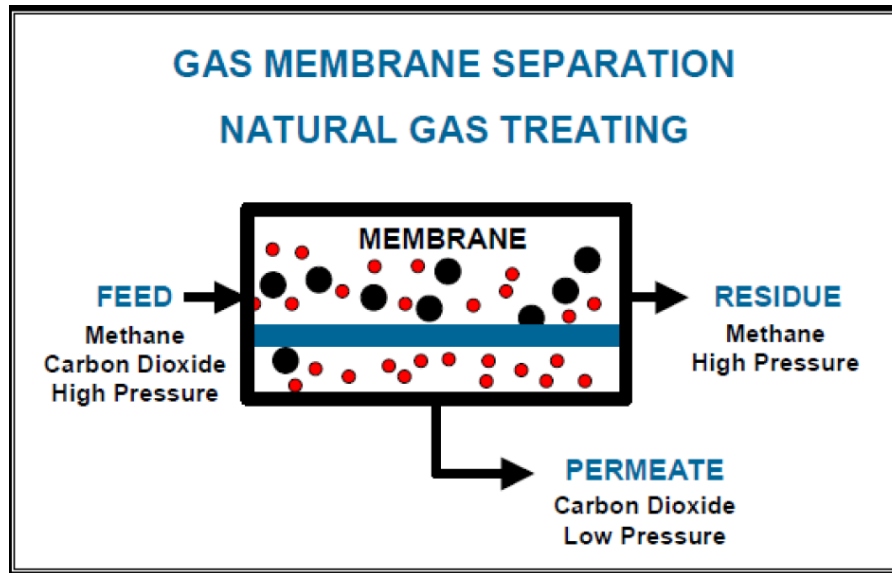 GAS MEMBRANE SEPARATION
NATURAL GAS TREATING
MEMBRANE
FEED
Methane
Carbon Dioxide
High Pressure
RESIDUE
Methane
High Pressure
PERMEATE
Carbon Dioxide
Low Pressure